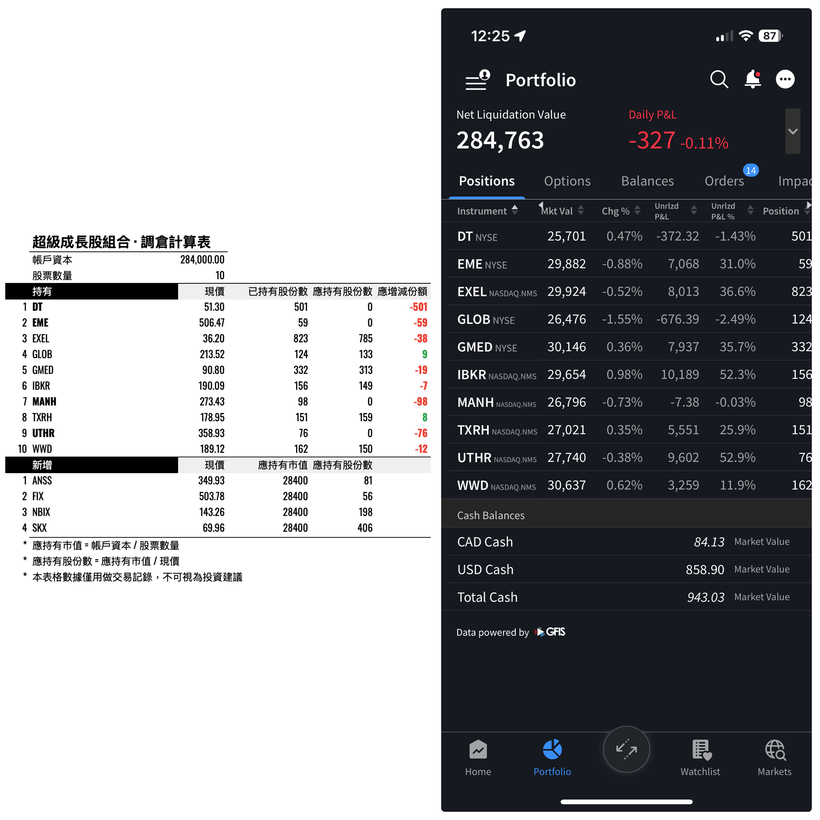 超級成長股組合 · 調倉計算表
帳戶資本 284,000.00
股票數量 10
持有 現價 已持有股份數 應持有股份數 應增減份額
1 DT 51.30 501 0 -501
2 EME 506.47 59 0 -59
3 EXEL 36.20 823 785 -38
4 GLOB 213.52 124 133 9
5 GMED 90.80 332 313 -19
6 IBKR 190.09 156 149 -7
7 MANH 273.43 98 0 -98
8 TXRH 178.95 151 159 8
9 UTHR 358.93 76 0 -76
10 WWD 189.12 162 150 -12
新增 現價 應持有市值 應持有股份數
1 ANSS 349.93 28400 81
2 FIX 503.78 28400 56
3 NBIX 143.26 28400 198
4 SKX 69.96 28400 406
* 應持有市值 = 帳戶資本 / 股票數量
* 應持有股份數 = 應持有市值 / 現價
* 本表格數據僅用做交易記錄，不可視為投資建議
12:25 87
Portfolio
Net Liquidation Value Daily P&L
284,763 -327 -0.11%
Positions Options Balances Orders 14 Impac
Instrument Mkt Val Chg % Unrlzd P&L Unrlzd P&L % Position
DT NYSE 25,701 0.47% -372.32 -1.43% 501
EME NYSE 29,882 -0.88% 7,068 31.0% 59
EXEL NASDAQ.NMS 29,924 -0.52% 8,013 36.6% 823
GLOB NYSE 26,476 -1.55% -676.39 -2.49% 124
GMED NYSE 30,146 0.36% 7,937 35.7% 332
IBKR NASDAQ.NMS 29,654 0.98% 10,189 52.3% 156
MANH NASDAQ.NMS 26,796 -0.73% -7.38 -0.03% 98
TXRH NASDAQ.NMS 27,021 0.35% 5,551 25.9% 151
UTHR NASDAQ.NMS 27,740 -0.38% 9,602 52.9% 76
WWD NASDAQ.NMS 30,637 0.62% 3,259 11.9% 162
Cash Balances
CAD Cash 84.13 Market Value
USD Cash 858.90 Market Value
Total Cash 943.03 Market Value
Data powered by GFIS
Home Portfolio Watchlist Markets